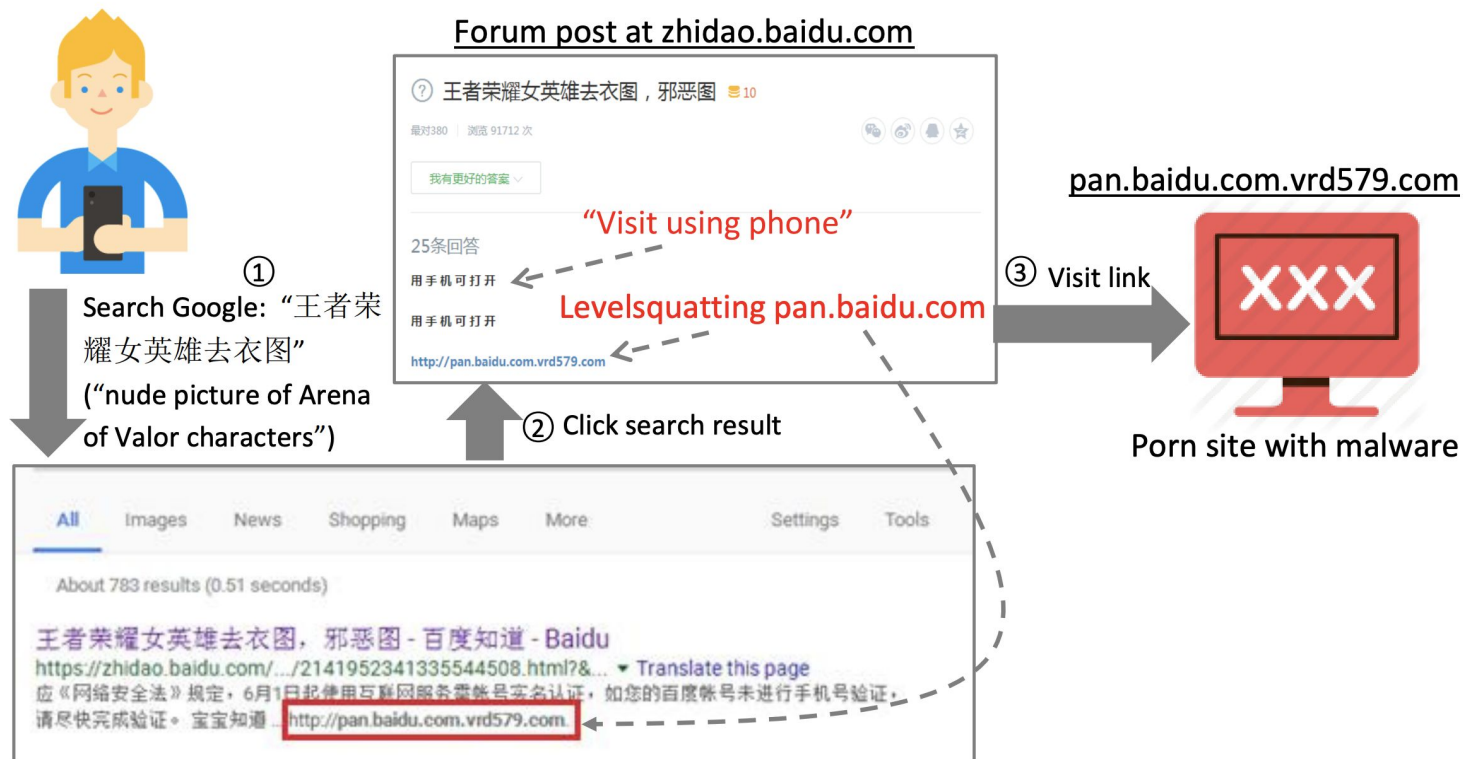 Forum post at zhidao.baidu.com
王者荣耀女英雄去衣图，邪恶图 10
最对380 | 浏览 91712 次
我有更好的答案
“Visit using phone”
25条回答
用手机可打开
Levelsquatting pan.baidu.com
用手机可打开
http://pan.baidu.com.vrd579.com
①
Search Google: “王者荣
耀女英雄去衣图”
(“nude picture of Arena
of Valor characters”)
② Click search result
③ Visit link
pan.baidu.com.vrd579.com
XXX
Porn site with malware
All Images News Shopping Maps More Settings Tools
About 783 results (0.51 seconds)
王者荣耀女英雄去衣图，邪恶图 - 百度知道 - Baidu
https://zhidao.baidu.com/.../2141952341335544508.html?&... Translate this page
应《网络安全法》规定，6月1日起使用互联网服务需帐号实名认证，如您的百度帐号未进行手机号验证，
请尽快完成验证。 宝宝知道 ... http://pan.baidu.com.vrd579.com.